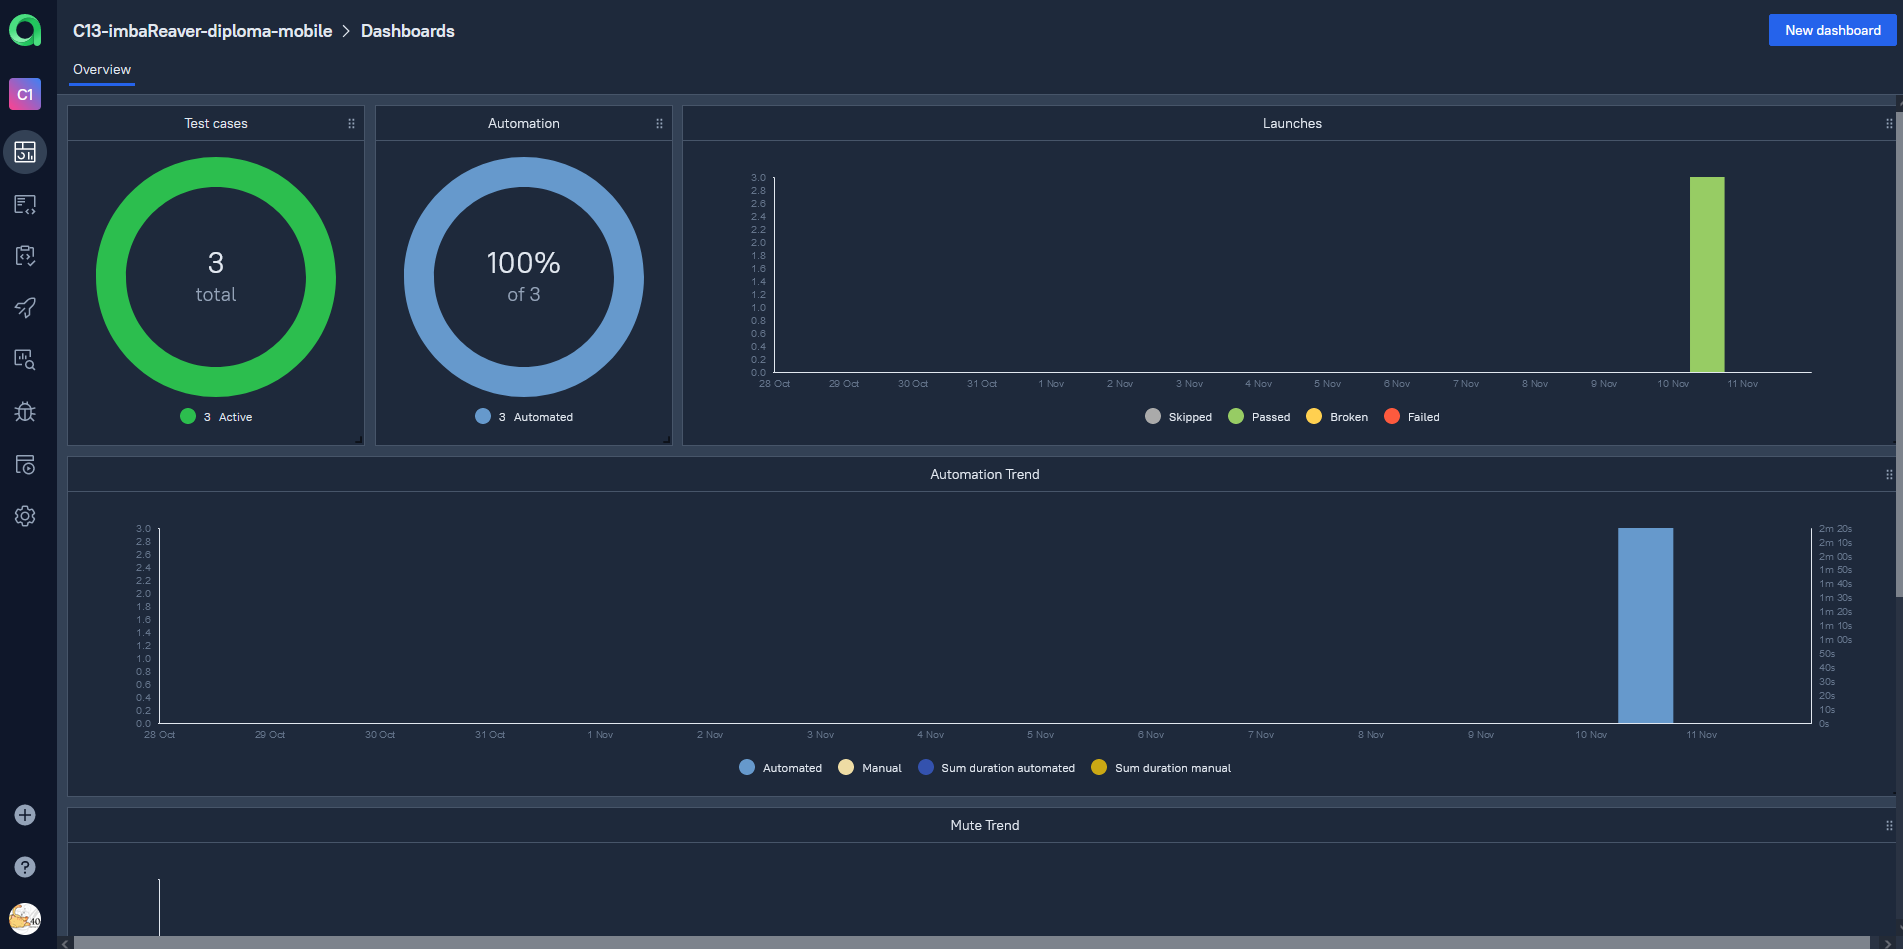 C13-imbaReaver-diploma-mobile > Dashboards
New dashboard
Overview
C1
Test cases
3
total
3 Active
Automation
100%
of 3
3 Automated
Launches
3.0
2.8
2.6
2.4
2.2
2.0
1.8
1.6
1.4
1.2
1.0
0.8
0.6
0.4
0.2
0.0
28 Oct 29 Oct 30 Oct 31 Oct 1 Nov 2 Nov 3 Nov 4 Nov 5 Nov 6 Nov 7 Nov 8 Nov 9 Nov 10 Nov 11 Nov
Skipped Passed Broken Failed
Automation Trend
3.0
2.8
2.6
2.4
2.2
2.0
1.8
1.6
1.4
1.2
1.0
0.8
0.6
0.4
0.2
0.0
2m 20s
2m 10s
2m 00s
1m 50s
1m 40s
1m 30s
1m 20s
1m 10s
1m 00s
50s
40s
30s
20s
10s
0s
28 Oct 29 Oct 30 Oct 31 Oct 1 Nov 2 Nov 3 Nov 4 Nov 5 Nov 6 Nov 7 Nov 8 Nov 9 Nov 10 Nov 11 Nov
Automated Manual Sum duration automated Sum duration manual
Mute Trend
?